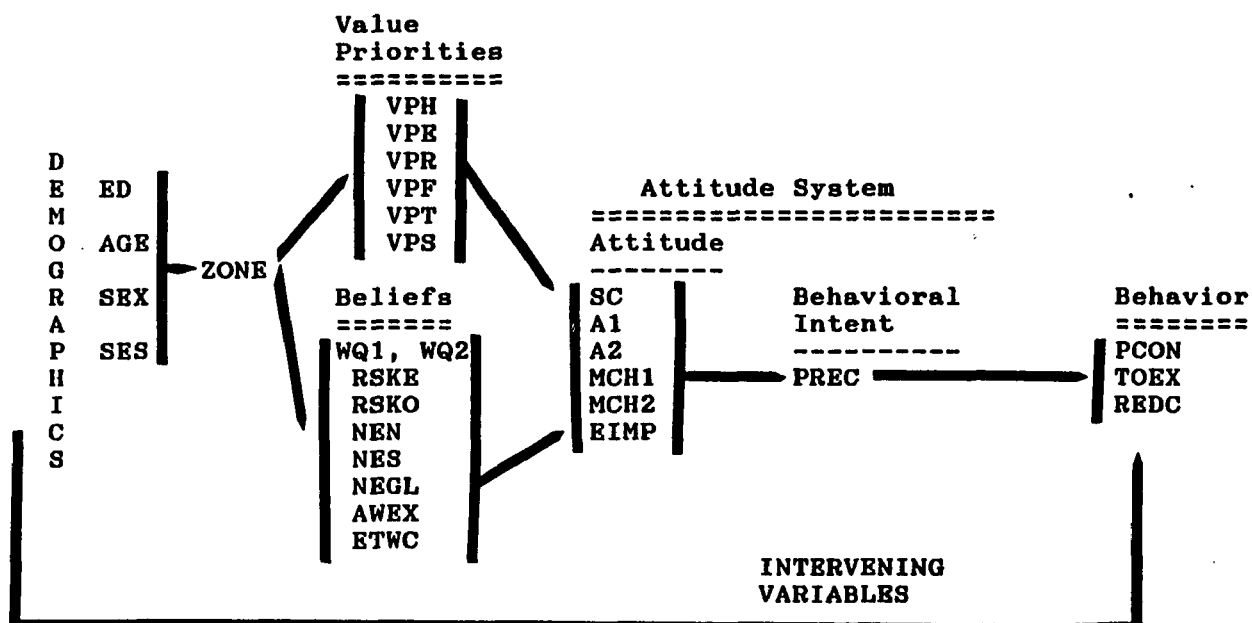 Value
Priorities
==========
VPH
VPE
VPR
VPF
VPT
VPS
DEMOGRAPHICS
ED
AGE
SEX
SES
ZONE
Beliefs
=======
WQ1, WQ2
RSKE
RSKO
NEN
NES
NEGL
AWEX
ETWC
Attitude System
=========================
Attitude
--------
SC
A1
A2
MCH1
MCH2
EIMP
Behavioral
Intent
----------
PREC
Behavior
========
PCON
TOEX
REDC
INTERVENING
VARIABLES